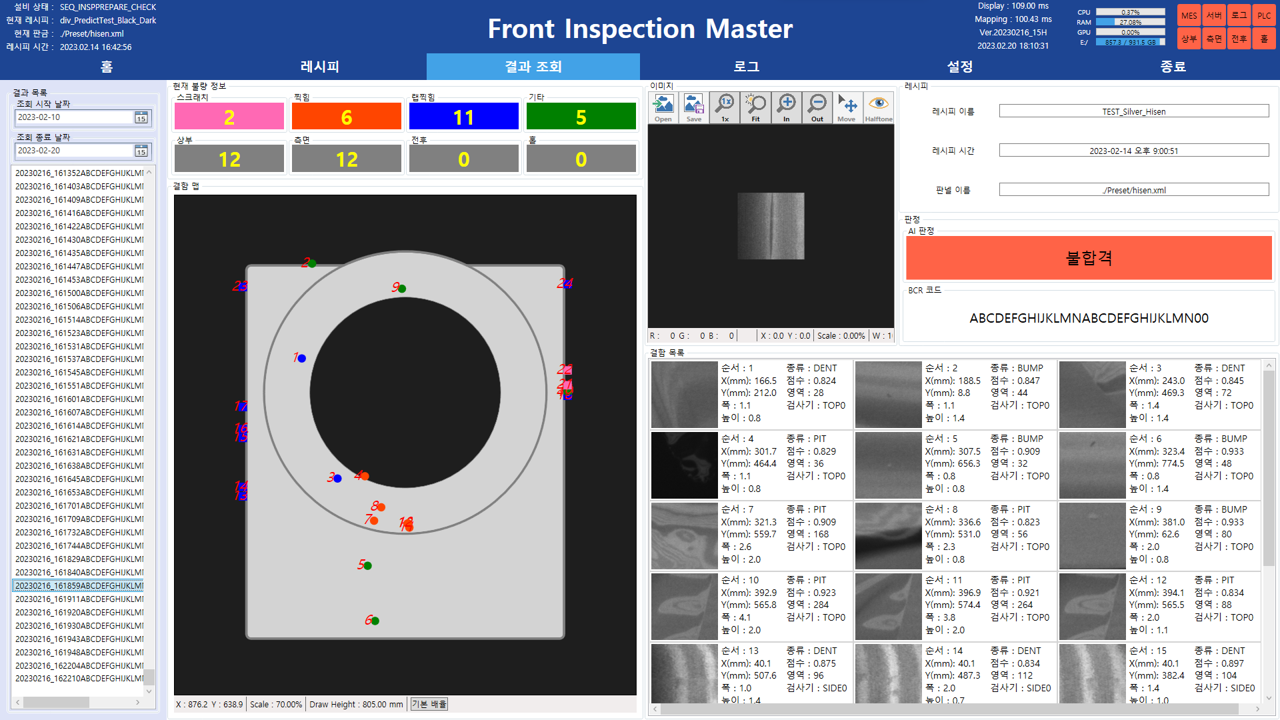 설비 상태 : SEQ_INSPPREPARE_CHECK
현재 레시피 : div_PredictTest_Black_Dark
현재 판금 : ./Preset/hisen.xml
레시피 시간 : 2023.02.14 16:42:56
Front Inspection Master
Display : 109.00 ms
Mapping : 100.43 ms
Ver.20230216_15H
2023.02.20 18:10:31
CPU 0.37%
RAM 27.08%
GPU 0.00%
E:/ 857.3 / 931.5 GB
MES 서버 로그 PLC
상부 측면 전후 홀
홈 레시피 결과 조회 로그 설정 종료
결과 목록
조회 시작 날짜
2023-02-10 15
조회 종료 날짜
2023-02-20 15
20230216_161352ABCDEFGHIJKLMI
20230216_161403ABCDEFGHIJKLMI
20230216_161409ABCDEFGHIJKLMI
20230216_161416ABCDEFGHIJKLMI
20230216_161422ABCDEFGHIJKLMI
20230216_161430ABCDEFGHIJKLMI
20230216_161435ABCDEFGHIJKLMI
20230216_161447ABCDEFGHIJKLMI
20230216_161453ABCDEFGHIJKLMI
20230216_161500ABCDEFGHIJKLMI
20230216_161506ABCDEFGHIJKLMI
20230216_161514ABCDEFGHIJKLMI
20230216_161523ABCDEFGHIJKLMI
20230216_161531ABCDEFGHIJKLMI
20230216_161537ABCDEFGHIJKLMI
20230216_161545ABCDEFGHIJKLMI
20230216_161551ABCDEFGHIJKLMI
20230216_161601ABCDEFGHIJKLMI
20230216_161607ABCDEFGHIJKLMI
20230216_161614ABCDEFGHIJKLMI
20230216_161621ABCDEFGHIJKLMI
20230216_161631ABCDEFGHIJKLMI
20230216_161638ABCDEFGHIJKLMI
20230216_161645ABCDEFGHIJKLMI
20230216_161653ABCDEFGHIJKLMI
20230216_161701ABCDEFGHIJKLMI
20230216_161709ABCDEFGHIJKLMI
20230216_161732ABCDEFGHIJKLMI
20230216_161744ABCDEFGHIJKLMI
20230216_161829ABCDEFGHIJKLMI
20230216_161840ABCDEFGHIJKLMI
20230216_161859ABCDEFGHIJKLMI
20230216_161911ABCDEFGHIJKLMI
20230216_161920ABCDEFGHIJKLMI
20230216_161930ABCDEFGHIJKLMI
20230216_161943ABCDEFGHIJKLMI
20230216_161948ABCDEFGHIJKLMI
20230216_162204ABCDEFGHIJKLMI
20230216_162210ABCDEFGHIJKLMI
현재 불량 정보
스크래치 찍힘 랩찍힘 기타
2 6 11 5
상부 측면 전후 홀
12 12 0 0
결함 맵
2
9
24
1
3
4
8
7
5
6
X : 876.2 Y : 638.9 Scale : 70.00% Draw Height : 805.00 mm 기본 배율
이미지
Open Save 1x Fit In Out Move Halftone
R : 0 G : 0 B : 0 X : 0.0 Y : 0.0 Scale : 0.00% W : 1
레시피
레시피 이름 TEST_Silver_Hisen
레시피 시간 2023-02-14 오후 9:00:51
판넬 이름 ./Preset/hisen.xml
판정
AI 판정
불합격
BCR 코드
ABCDEFGHIJKLMNABCDEFGHIJKLMN00
결함 목록
순서 : 1 종류 : DENT
X(mm) : 166.5 점수 : 0.824
Y(mm) : 212.0 영역 : 28
폭 : 1.1 검사기 : TOP0
높이 : 0.8
순서 : 2 종류 : BUMP
X(mm) : 188.5 점수 : 0.847
Y(mm) : 8.8 영역 : 44
폭 : 1.1 검사기 : TOP0
높이 : 1.4
순서 : 3 종류 : DENT
X(mm) : 243.0 점수 : 0.845
Y(mm) : 469.3 영역 : 72
폭 : 1.4 검사기 : TOP0
높이 : 1.4
순서 : 4 종류 : PIT
X(mm) : 301.7 점수 : 0.829
Y(mm) : 464.4 영역 : 36
폭 : 1.1 검사기 : TOP0
높이 : 0.8
순서 : 5 종류 : BUMP
X(mm) : 307.5 점수 : 0.909
Y(mm) : 656.3 영역 : 32
폭 : 0.8 검사기 : TOP0
높이 : 0.8
순서 : 6 종류 : BUMP
X(mm) : 323.4 점수 : 0.933
Y(mm) : 774.5 영역 : 48
폭 : 0.8 검사기 : TOP0
높이 : 1.4
순서 : 7 종류 : PIT
X(mm) : 321.3 점수 : 0.909
Y(mm) : 559.7 영역 : 168
폭 : 2.6 검사기 : TOP0
높이 : 2.0
순서 : 8 종류 : PIT
X(mm) : 336.6 점수 : 0.823
Y(mm) : 531.0 영역 : 56
폭 : 2.3 검사기 : TOP0
높이 : 0.8
순서 : 9 종류 : BUMP
X(mm) : 381.0 점수 : 0.933
Y(mm) : 62.6 영역 : 80
폭 : 2.0 검사기 : TOP0
높이 : 0.8
순서 : 10 종류 : PIT
X(mm) : 392.9 점수 : 0.923
Y(mm) : 565.8 영역 : 284
폭 : 4.1 검사기 : TOP0
높이 : 2.0
순서 : 11 종류 : PIT
X(mm) : 396.9 점수 : 0.921
Y(mm) : 574.4 영역 : 264
폭 : 3.8 검사기 : TOP0
높이 : 2.0
순서 : 12 종류 : PIT
X(mm) : 394.1 점수 : 0.834
Y(mm) : 565.5 영역 : 88
폭 : 2.0 검사기 : TOP0
높이 : 1.1
순서 : 13 종류 : DENT
X(mm) : 40.1 점수 : 0.875
Y(mm) : 507.6 영역 : 96
폭 : 1.0 검사기 : SIDE0
높이 : 1.4
순서 : 14 종류 : DENT
X(mm) : 40.1 점수 : 0.834
Y(mm) : 487.3 영역 : 112
폭 : 2.0 검사기 : SIDE0
높이 : 0.7
순서 : 15 종류 : DENT
X(mm) : 40.1 점수 : 0.897
Y(mm) : 382.4 영역 : 104
폭 : 1.4 검사기 : SIDE0
높이 : 2.0